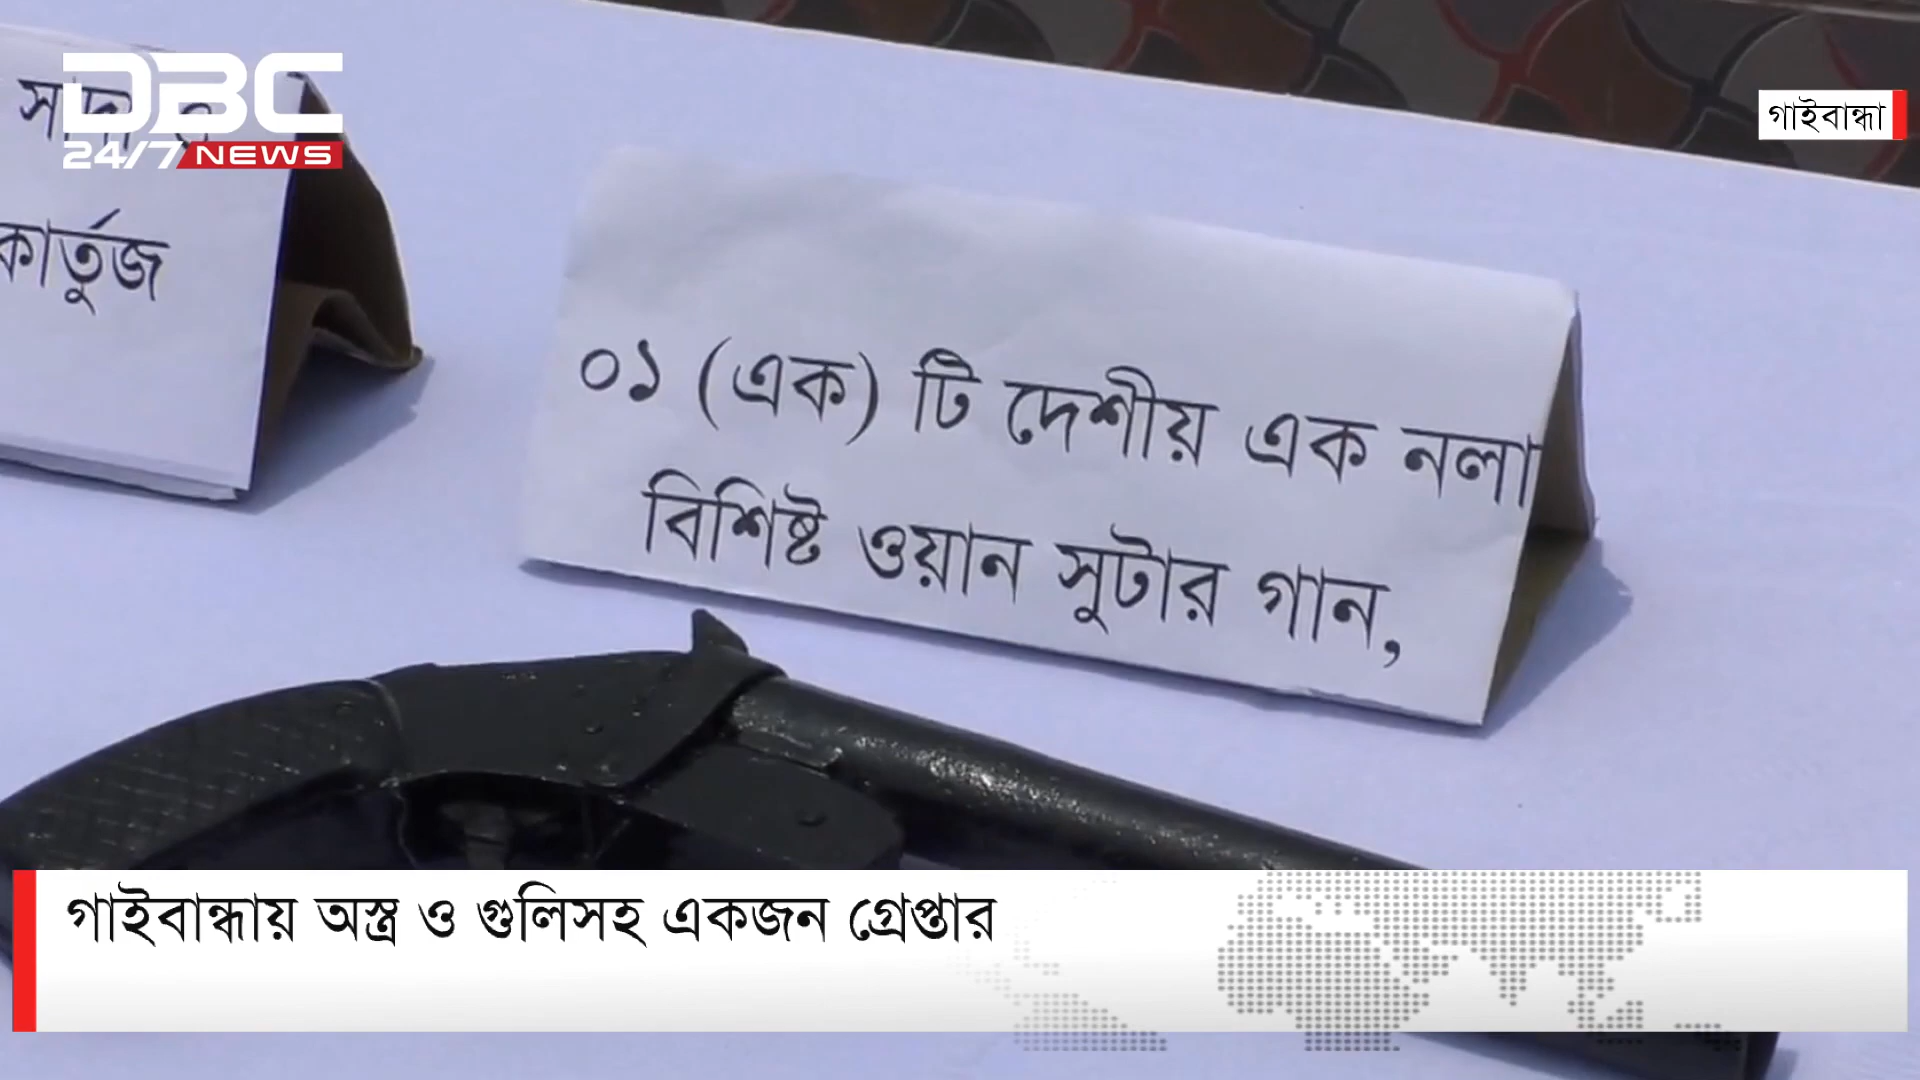 DBC
24/7 NEWS
গাইবান্ধা
কার্তুজ
০১ (এক) টি দেশীয় এক নলা
বিশিষ্ট ওয়ান সুটার গান,
গাইবান্ধায় অস্ত্র ও গুলিসহ একজন গ্রেপ্তার